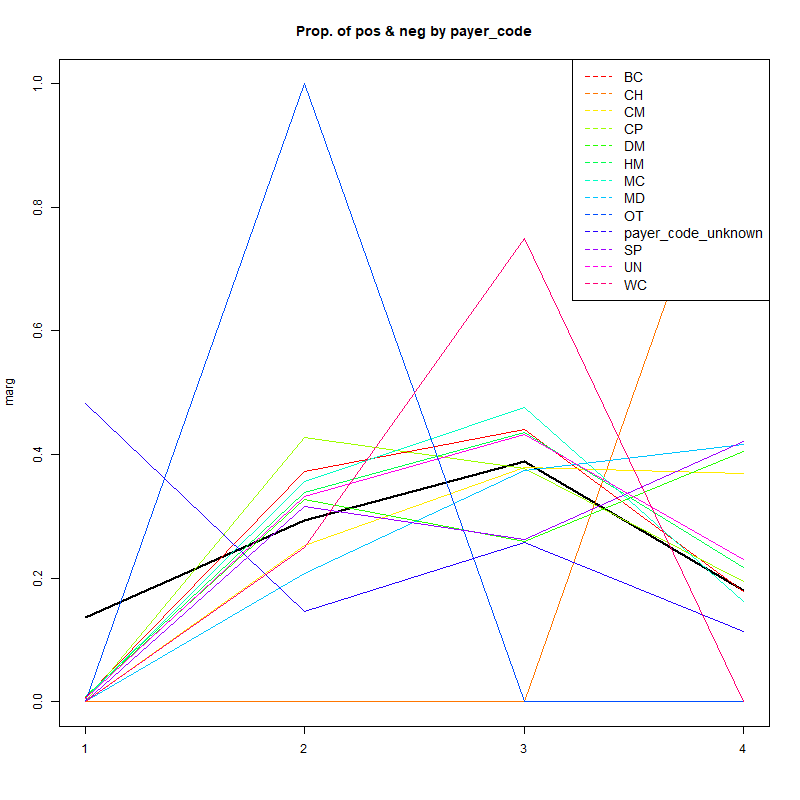 Prop. of pos & neg by payer_code
BC
CH
CM
CP
DM
HM
MC
MD
OT
payer_code_unknown
SP
UN
WC
marg
1.0
0.8
0.6
0.4
0.2
0.0
1 2 3 4